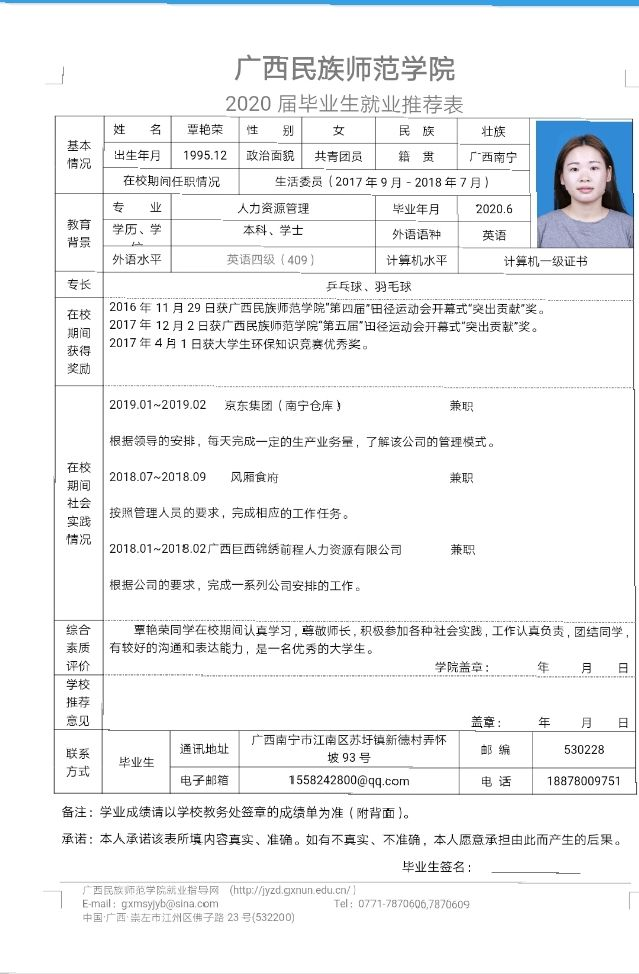 广西民族师范学院
2020 届毕业生就业推荐表
基本情况
姓 名 覃艳荣 性 别 女 民 族 壮族
出生年月 1995.12 政治面貌 共青团员 籍 贯 广西南宁
在校期间任职情况 生活委员（2017 年 9 月 - 2018 年 7 月）
教育背景
专 业 人力资源管理 毕业年月 2020.6
学历、学 本科、学士 外语语种 英语
外语水平 英语四级（409） 计算机水平 计算机一级证书
专长 乒乓球、羽毛球
在校期间获得奖励
2016 年 11 月 29 日获广西民族师范学院“第四届”田径运动会开幕式“突出贡献”奖。
2017 年 12 月 2 日获广西民族师范学院“第五届”田径运动会开幕式“突出贡献”奖。
2017 年 4 月 1 日获大学生环保知识竞赛优秀奖。
在校期间社会实践情况
2019.01~2019.02 京东集团（南宁仓库） 兼职
根据领导的安排，每天完成一定的生产业务量，了解该公司的管理模式。
2018.07~2018.09 风厢食府 兼职
按照管理人员的要求，完成相应的工作任务。
2018.01~2018.02广西巨西锦绣前程人力资源有限公司 兼职
根据公司的要求，完成一系列公司安排的工作。
综合素质评价
覃艳荣同学在校期间认真学习，尊敬师长，积极参加各种社会实践，工作认真负责，团结同学，
有较好的沟通和表达能力，是一名优秀的大学生。
学院盖章： 年 月 日
学校推荐意见
盖章： 年 月 日
联系方式
毕业生
通讯地址 广西南宁市江南区苏圩镇新德村弄怀
坡 93 号
邮 编 530228
电子邮箱 1558242800@qq.com 电 话 18878009751
备注：学业成绩请以学校教务处签章的成绩单为准（附背面）。
承诺：本人承诺该表所填内容真实、准确。如有不真实、不准确，本人愿意承担由此而产生的后果。
毕业生签名：
广西民族师范学院就业指导网 （http://jyzd.gxnun.edu.cn/）
E-mail：gxmsyjyb@sina.com Tel：0771-7870606,7870609
中国·广西·崇左市江州区佛子路 23 号(532200)